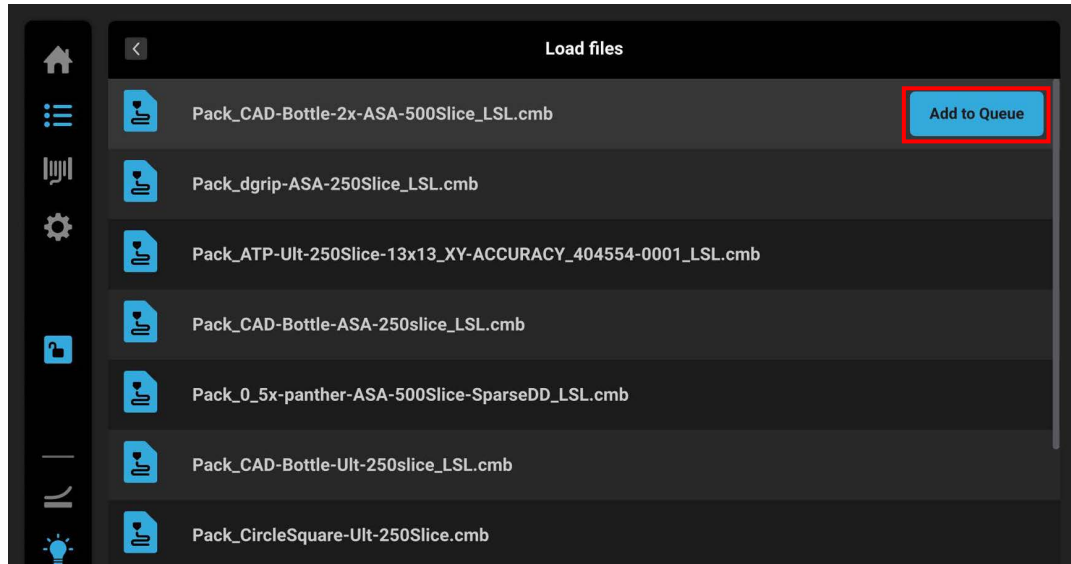 Load files
Pack_CAD-Bottle-2x-ASA-500Slice_LSL.cmb
Add to Queue
Pack_dgrip-ASA-250Slice_LSL.cmb
Pack_ATP-Ult-250Slice-13x13_XY-ACCURACY_404554-0001_LSL.cmb
Pack_CAD-Bottle-ASA-250slice_LSL.cmb
Pack_0_5x-panther-ASA-500Slice-SparseDD_LSL.cmb
Pack_CAD-Bottle-Ult-250slice_LSL.cmb
Pack_CircleSquare-Ult-250Slice.cmb